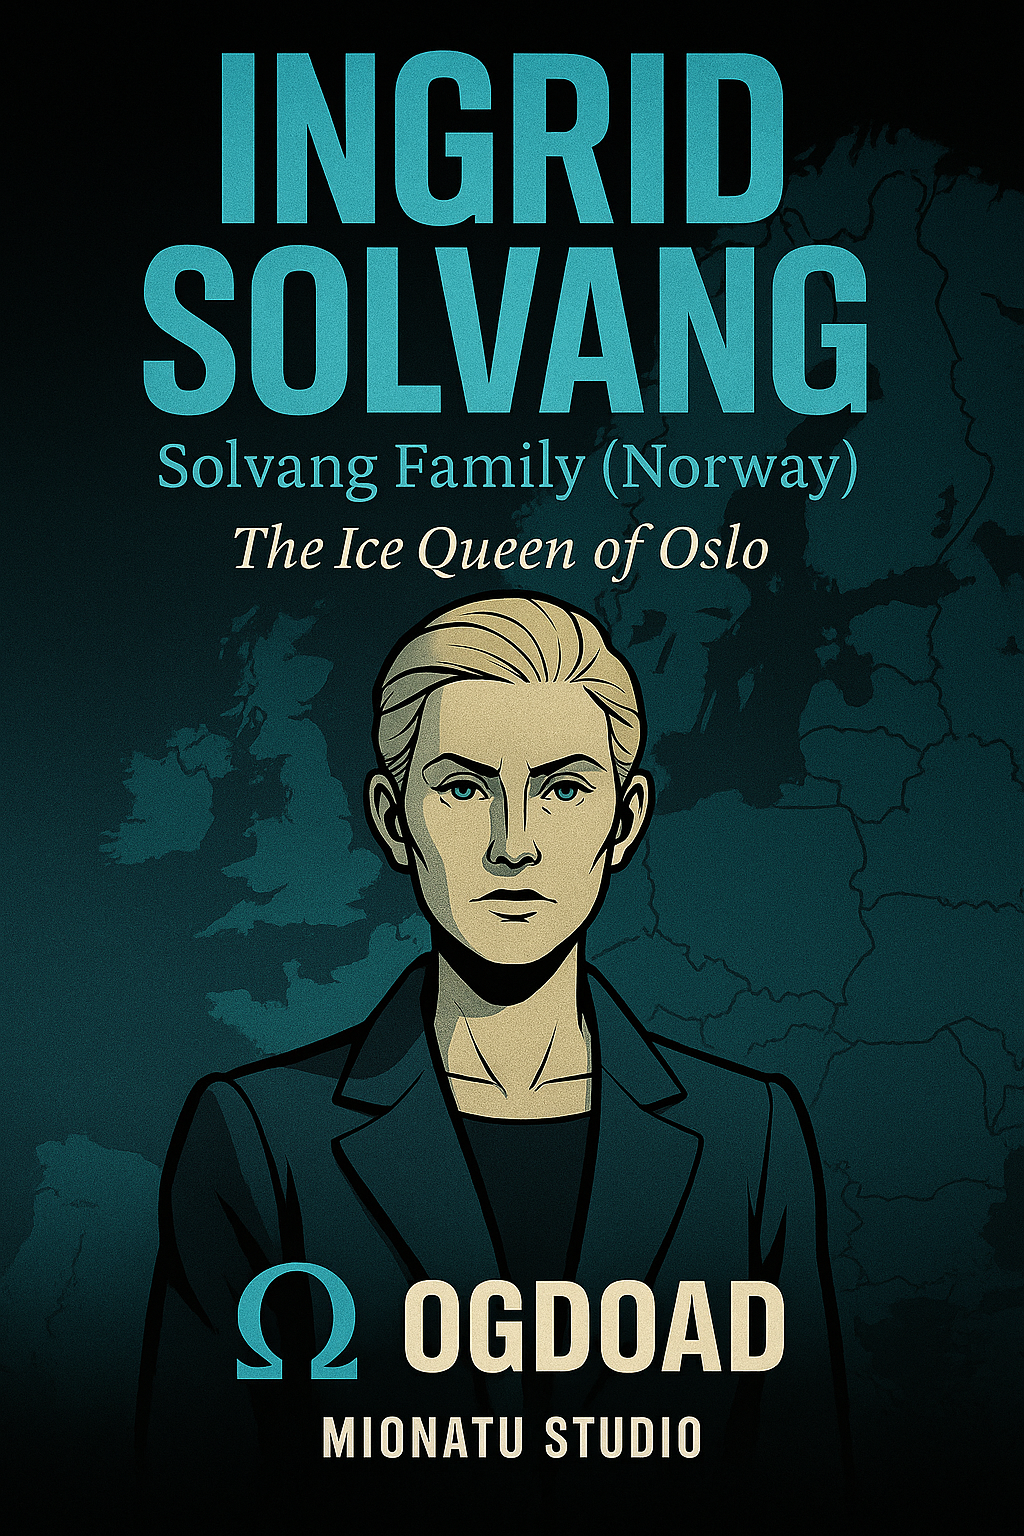 INGRID
SOLVANG
Solvang Family (Norway)
The Ice Queen of Oslo
Ω OGDOAD
MIONATU STUDIO